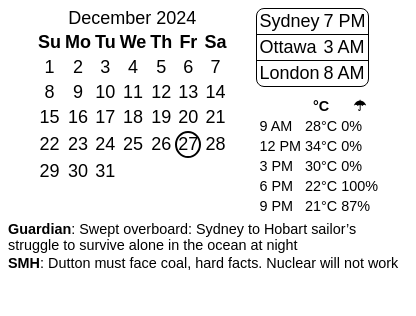 December 2024
Su Mo Tu We Th Fr Sa
1 2 3 4 5 6 7
8 9 10 11 12 13 14
15 16 17 18 19 20 21
22 23 24 25 26 27 28
29 30 31
Sydney 7 PM
Ottawa 3 AM
London 8 AM
°C ☂
9 AM 28°C 0%
12 PM 34°C 0%
3 PM 30°C 0%
6 PM 22°C 100%
9 PM 21°C 87%
Guardian: Swept overboard: Sydney to Hobart sailor’s
struggle to survive alone in the ocean at night
SMH: Dutton must face coal, hard facts. Nuclear will not work